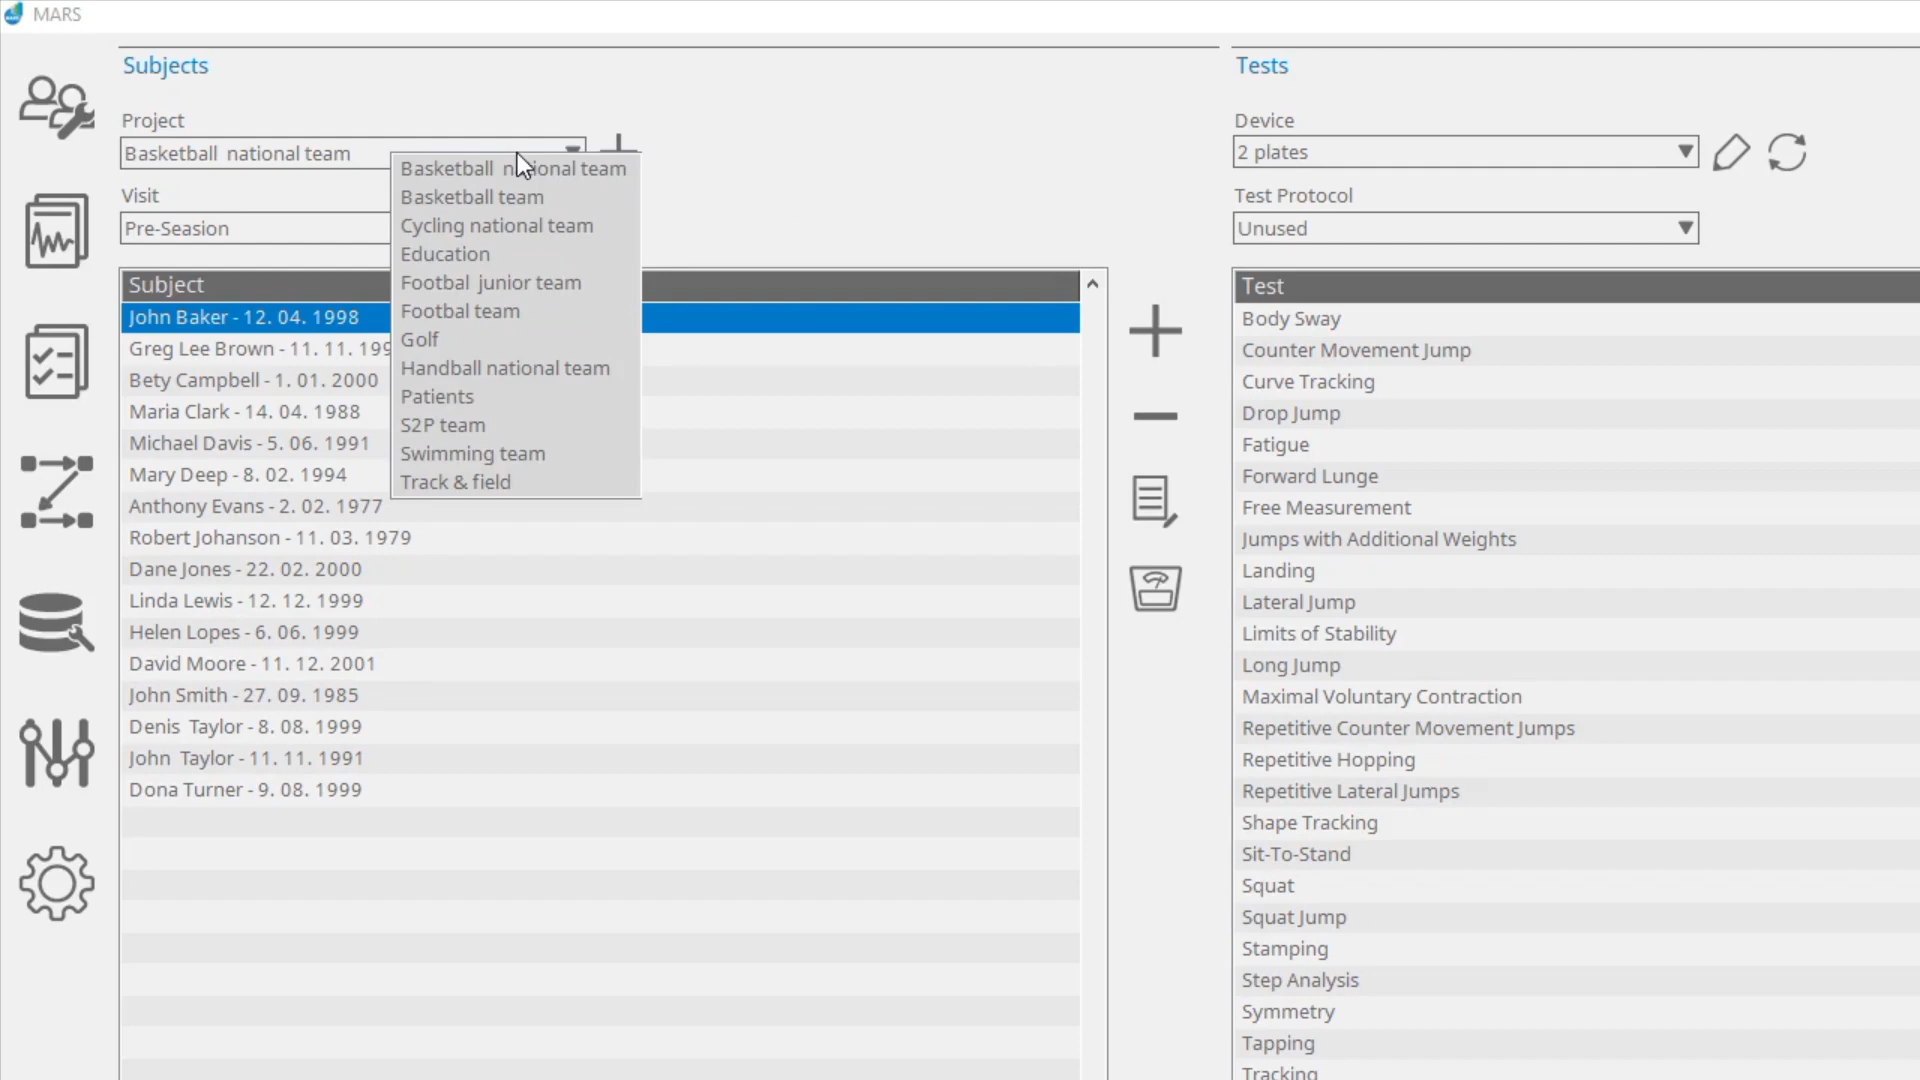 MARS
Subjects
Project
Basketball  national team
Visit
Pre-Seasion
Basketball  national team
Basketball team
Cycling national team
Education
Footbal  junior team
Footbal team
Golf
Handball national team
Patients
S2P team
Swimming team
Track & field
Subject
John Baker - 12. 04. 1998
Greg Lee Brown - 11. 11. 199
Bety Campbell - 1. 01. 2000
Maria Clark - 14. 04. 1988
Michael Davis - 5. 06. 1991
Mary Deep - 8. 02. 1994
Anthony Evans - 2. 02. 1977
Robert Johanson - 11. 03. 1979
Dane Jones - 22. 02. 2000
Linda Lewis - 12. 12. 1999
Helen Lopes - 6. 06. 1999
David Moore - 11. 12. 2001
John Smith - 27. 09. 1985
Denis  Taylor - 8. 08. 1999
John  Taylor - 11. 11. 1991
Dona Turner - 9. 08. 1999
Tests
Device
2 plates
Test Protocol
Unused
Test
Body Sway
Counter Movement Jump
Curve Tracking
Drop Jump
Fatigue
Forward Lunge
Free Measurement
Jumps with Additional Weights
Landing
Lateral Jump
Limits of Stability
Long Jump
Maximal Voluntary Contraction
Repetitive Counter Movement Jumps
Repetitive Hopping
Repetitive Lateral Jumps
Shape Tracking
Sit-To-Stand
Squat
Squat Jump
Stamping
Step Analysis
Symmetry
Tapping
Tracking